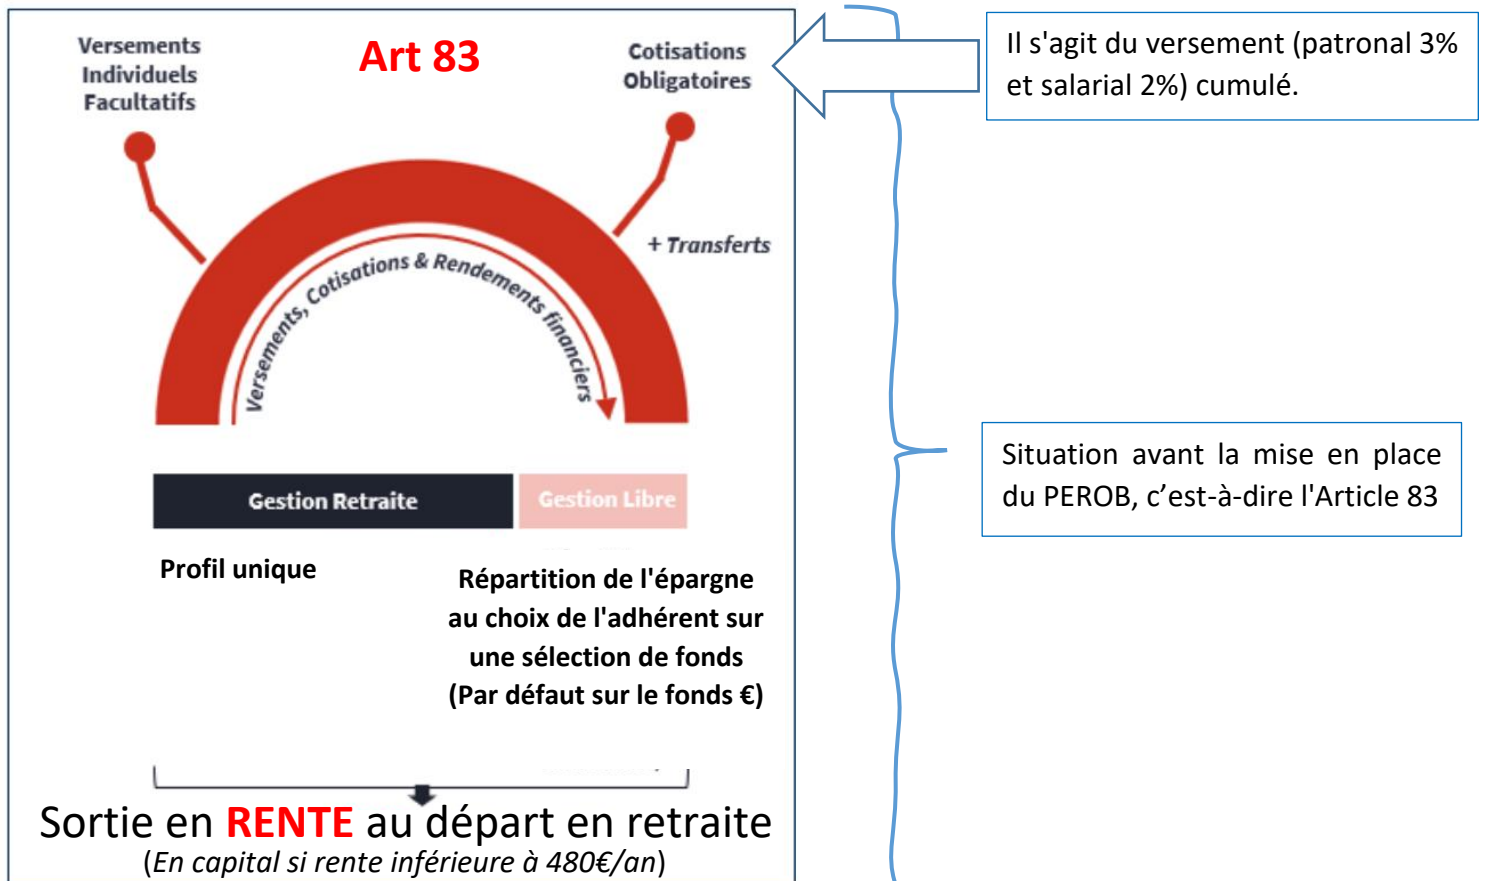 Versements
Individuels
Facultatifs
Art 83
Cotisations
Obligatoires
Il s'agit du versement (patronal 3%
et salarial 2%) cumulé.
+ Transferts
Versements, Cotisations & Rendements financiers
Gestion Retraite
Gestion Libre
Situation avant la mise en place
du PEROB, c’est-à-dire l'Article 83
Profil unique
Répartition de l'épargne
au choix de l'adhérent sur
une sélection de fonds
(Par défaut sur le fonds €)
Sortie en RENTE au départ en retraite
(En capital si rente inférieure à 480€/an)